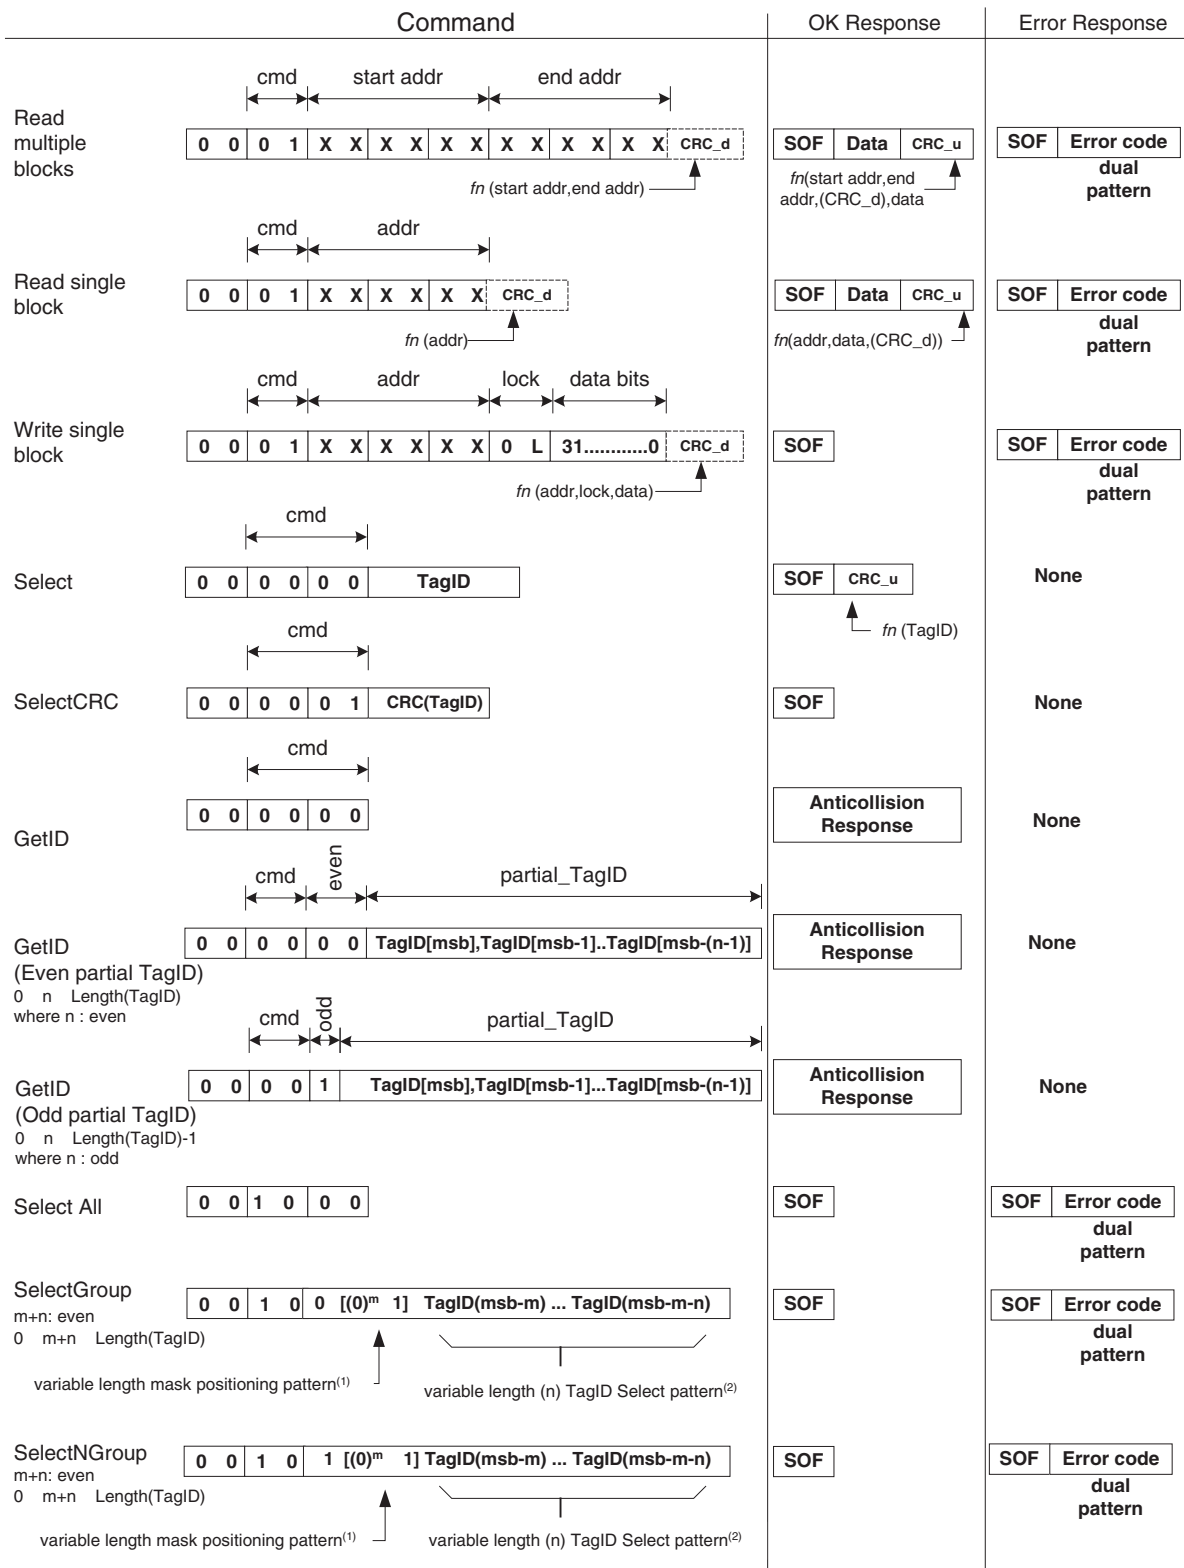 Command OK Response Error Response
cmd start addr end addr
Read
multiple
blocks
0 0 0 1 X X X X X X X X X X X X CRC_d
SOF Data CRC_u
SOF Error code
dual
pattern
fn (start addr,end addr)
fn(start addr,end
addr,(CRC_d),data
cmd addr
Read single
block
0 0 0 1 X X X X X X CRC_d
SOF Data CRC_u
SOF Error code
dual
pattern
fn (addr)
fn(addr,data,(CRC_d))
cmd addr lock data bits
Write single
block
0 0 0 1 X X X X X X 0 L 31............0 CRC_d
SOF
SOF Error code
dual
pattern
fn (addr,lock,data)
cmd
Select
0 0 0 0 0 0 TagID
SOF CRC_u
None
fn (TagID)
cmd
SelectCRC
0 0 0 0 0 1 CRC(TagID)
SOF
None
cmd
GetID
0 0 0 0 0 0
Anticollision
Response
None
cmd even partial_TagID
GetID
(Even partial TagID)
0 n Length(TagID)
where n : even
0 0 0 0 0 0 TagID[msb],TagID[msb-1]..TagID[msb-(n-1)]
Anticollision
Response
None
cmd odd partial_TagID
GetID
(Odd partial TagID)
0 n Length(TagID)-1
where n : odd
0 0 0 0 1 TagID[msb],TagID[msb-1]...TagID[msb-(n-1)]
Anticollision
Response
None
Select All
0 0 1 0 0 0
SOF
SOF Error code
dual
pattern
SelectGroup
m+n: even
0 m+n Length(TagID)
0 0 1 0 0 [(0)ᵐ 1] TagID(msb-m) ... TagID(msb-m-n)
SOF
SOF Error code
dual
pattern
variable length mask positioning pattern⁽¹⁾
variable length (n) TagID Select pattern⁽²⁾
SelectNGroup
m+n: even
0 m+n Length(TagID)
0 0 1 0 1 [(0)ᵐ 1] TagID(msb-m) ... TagID(msb-m-n)
SOF
SOF Error code
dual
pattern
variable length mask positioning pattern⁽¹⁾
variable length (n) TagID Select pattern⁽²⁾